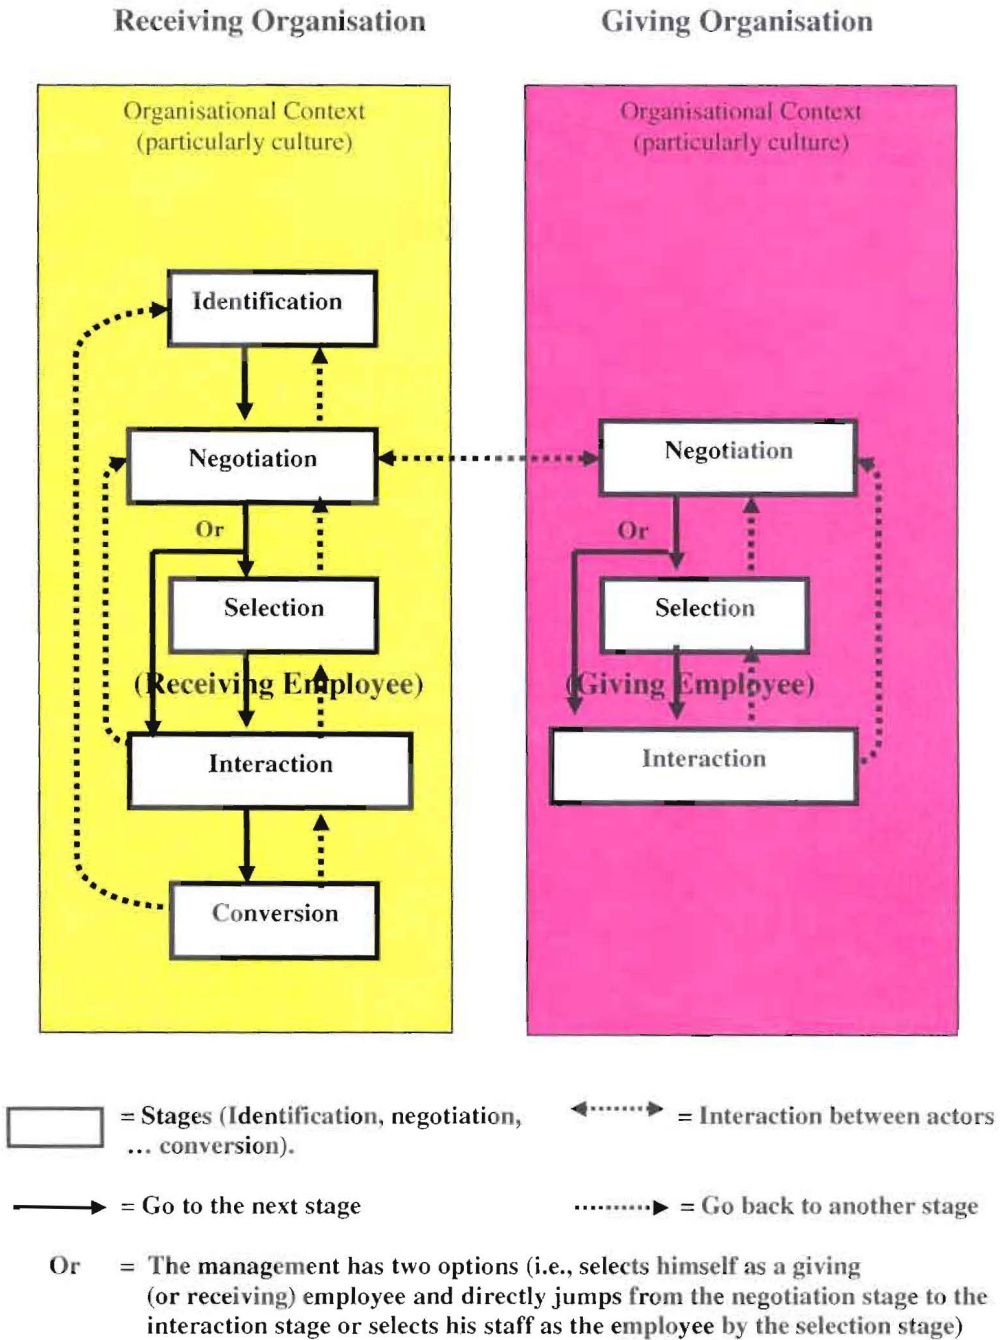 Receiving Organisation
Giving Organisation
Organisational Context
(particularly culture)
Organisational Context
(particularly culture)
Identification
Negotiation
Negotiation
Or
Or
Selection
Selection
(Receiving Employee)
(Giving Employee)
Interaction
Interaction
Conversion
= Stages (Identification, negotiation,
... conversion).
= Interaction between actors
= Go to the next stage
= Go back to another stage
Or = The management has two options (i.e., selects himself as a giving
(or receiving) employee and directly jumps from the negotiation stage to the
interaction stage or selects his staff as the employee by the selection stage)